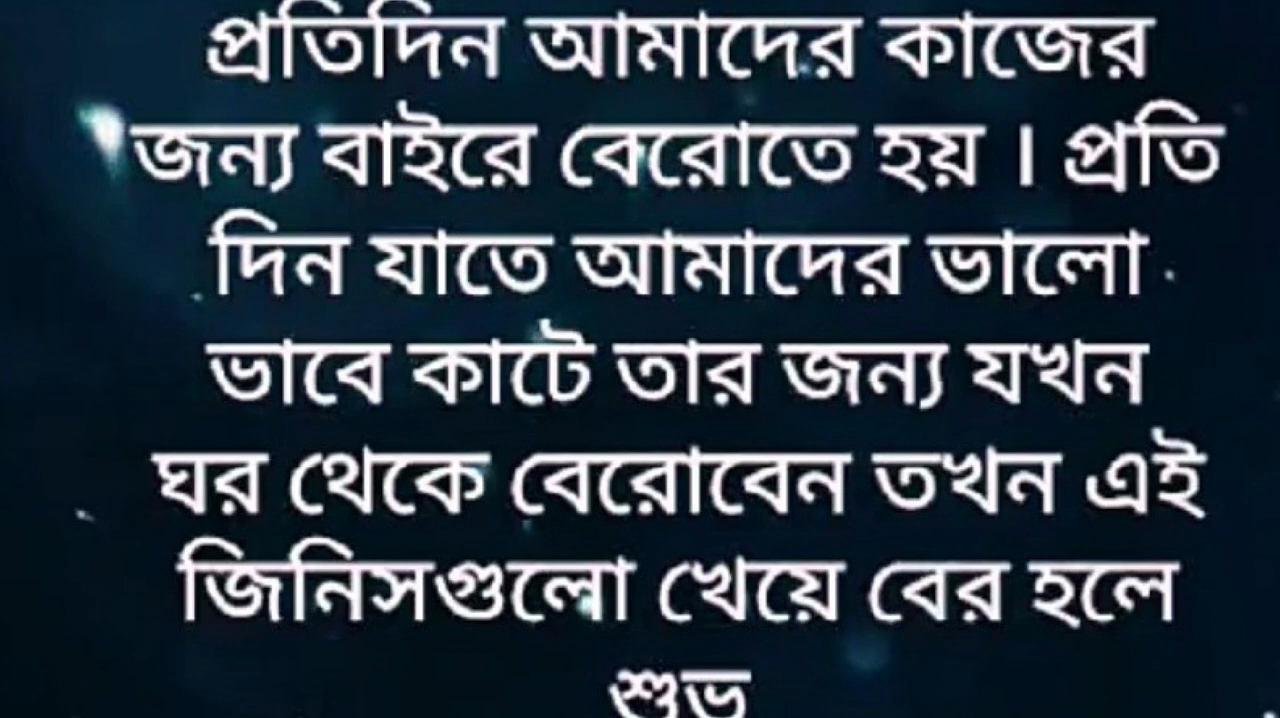 প্রতিদিন আমাদের কাজের
জন্য বাইরে বেরোতে হয় । প্রতি
দিন যাতে আমাদের ভালো
ভাবে কাটে তার জন্য যখন
ঘর থেকে বেরোবেন তখন এই
জিনিসগুলো খেয়ে বের হলে
শুভ